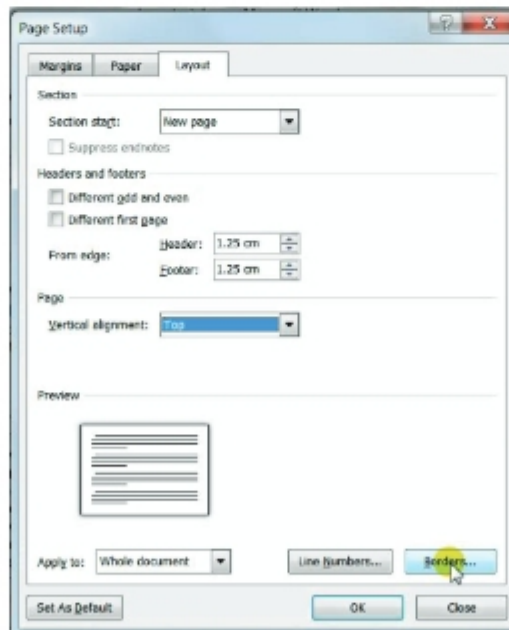 Page Setup
Margins Paper Layout
Section
Section start: New page
Suppress endnotes
Headers and footers
Different odd and even
Different first page
From edge: Header: 1.25 cm
Footer: 1.25 cm
Page
Vertical alignment: Top
Preview
Apply to: Whole document Line Numbers... Borders...
Set As Default OK Close